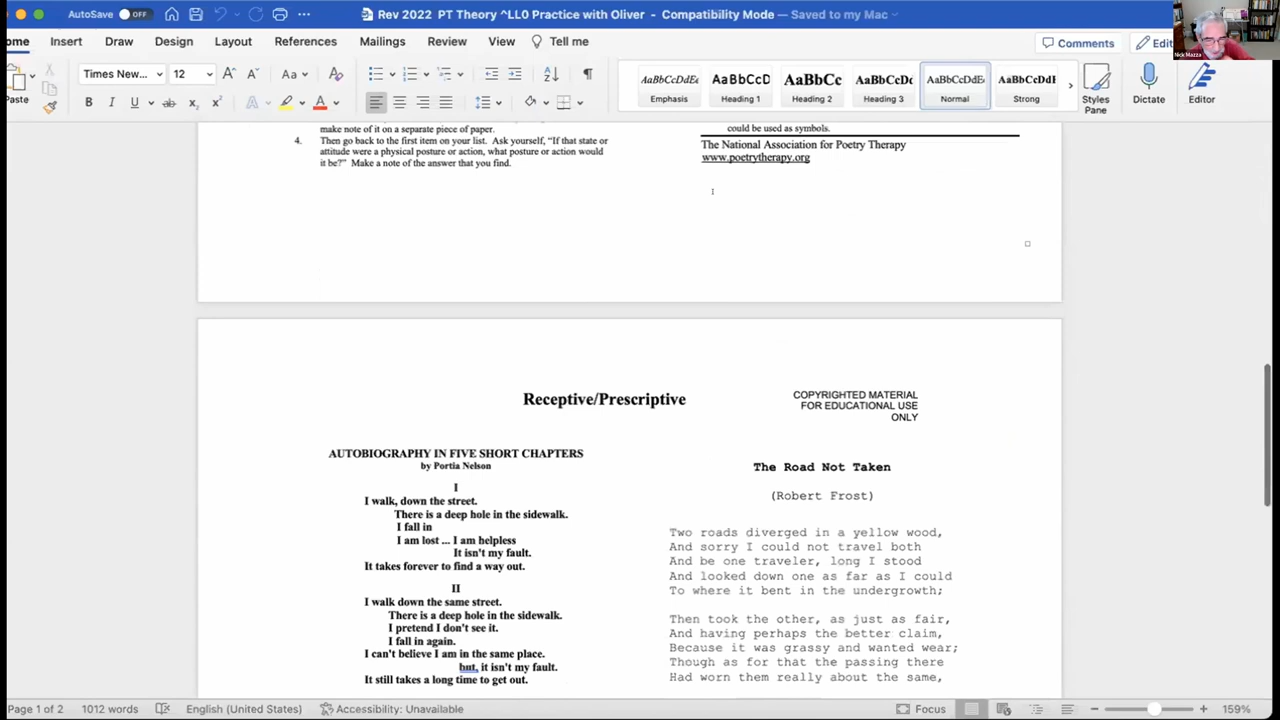 AutoSave OFF
Rev 2022 PT Theory ^LL0 Practice with Oliver - Compatibility Mode — Saved to my Mac
ome Insert Draw Design Layout References Mailings Review View Tell me
Comments
Edit
Paste
Times New... 12
Aa
B I U ab x₂ x²
AaBbCcDdEe AaBbCcD AaBbCc AaBbCcDd AaBbCcDdEe AaBbCcDdE
Emphasis Heading 1 Heading 2 Heading 3 Normal Strong
Styles Pane
Dictate
Editor
Nick Mazza
make note of it on a separate piece of paper.
4. Then go back to the first item on your list. Ask yourself, "If that state or
attitude were a physical posture or action, what posture or action would
it be?" Make a note of the answer that you find.
could be used as symbols.
The National Association for Poetry Therapy
www.poetrytherapy.org
Receptive/Prescriptive
COPYRIGHTED MATERIAL
FOR EDUCATIONAL USE
ONLY
AUTOBIOGRAPHY IN FIVE SHORT CHAPTERS
by Portia Nelson
I
I walk, down the street.
There is a deep hole in the sidewalk.
I fall in
I am lost ... I am helpless
It isn't my fault.
It takes forever to find a way out.
II
I walk down the same street.
There is a deep hole in the sidewalk.
I pretend I don't see it.
I fall in again.
I can't believe I am in the same place.
but, it isn't my fault.
It still takes a long time to get out.
The Road Not Taken
(Robert Frost)
Two roads diverged in a yellow wood,
And sorry I could not travel both
And be one traveler, long I stood
And looked down one as far as I could
To where it bent in the undergrowth;
Then took the other, as just as fair,
And having perhaps the better claim,
Because it was grassy and wanted wear;
Though as for that the passing there
Had worn them really about the same,
Page 1 of 2 1012 words English (United States) Accessibility: Unavailable Focus 159%